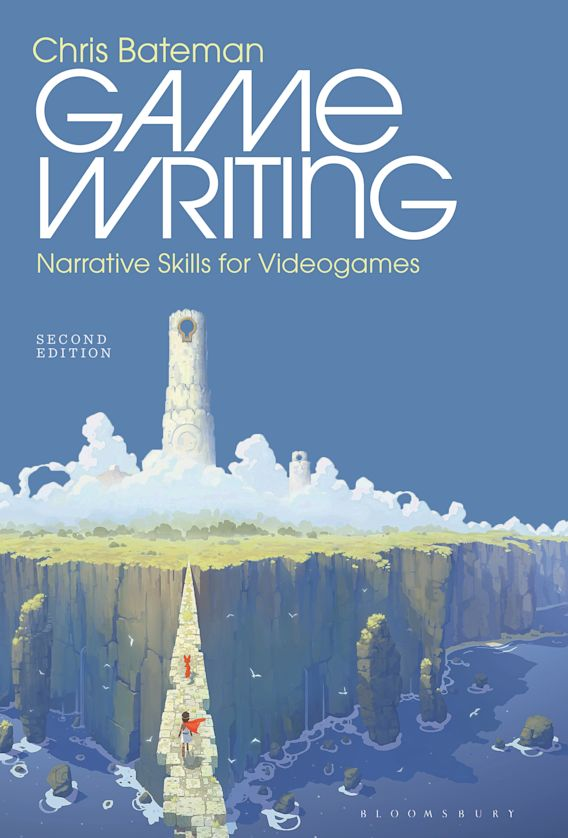 Chris Bateman
GAME
WRITING
Narrative Skills for Videogames
SECOND
EDITION
BLOOMSBURY